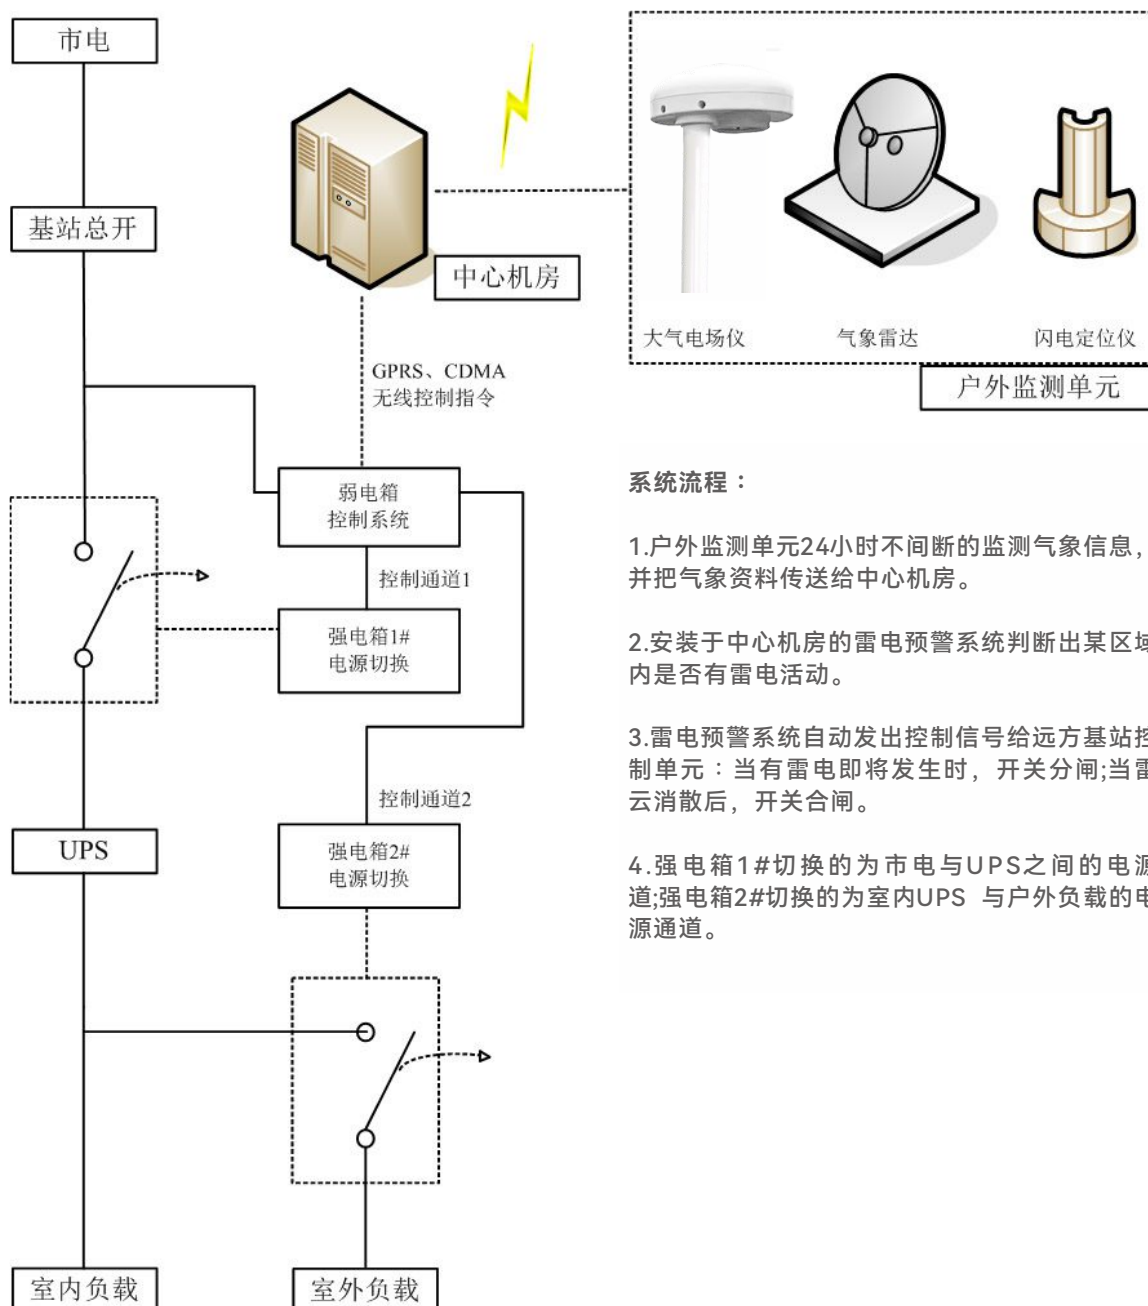 市电
基站总开
中心机房
GPRS、CDMA
无线控制指令
大气电场仪
气象雷达
闪电定位仪
户外监测单元
弱电箱
控制系统
控制通道1
强电箱1#
电源切换
控制通道2
强电箱2#
电源切换
UPS
室内负载
室外负载
系统流程：
1.户外监测单元24小时不间断的监测气象信息，
并把气象资料传送给中心机房。
2.安装于中心机房的雷电预警系统判断出某区域
内是否有雷电活动。
3.雷电预警系统自动发出控制信号给远方基站控
制单元：当有雷电即将发生时，开关分闸;当雷
云消散后，开关合闸。
4.强电箱1#切换的为市电与UPS之间的电源
道;强电箱2#切换的为室内UPS 与户外负载的电
源通道。